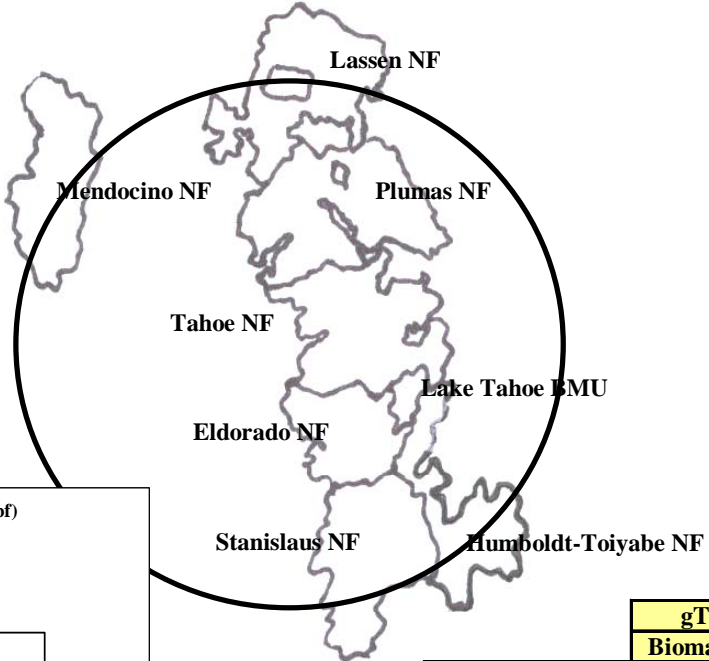 Lassen NF
Mendocino NF
Plumas NF
Tahoe NF
Lake Tahoe BMU
Eldorado NF
Stanislaus NF
Humboldt-Toiyabe NF